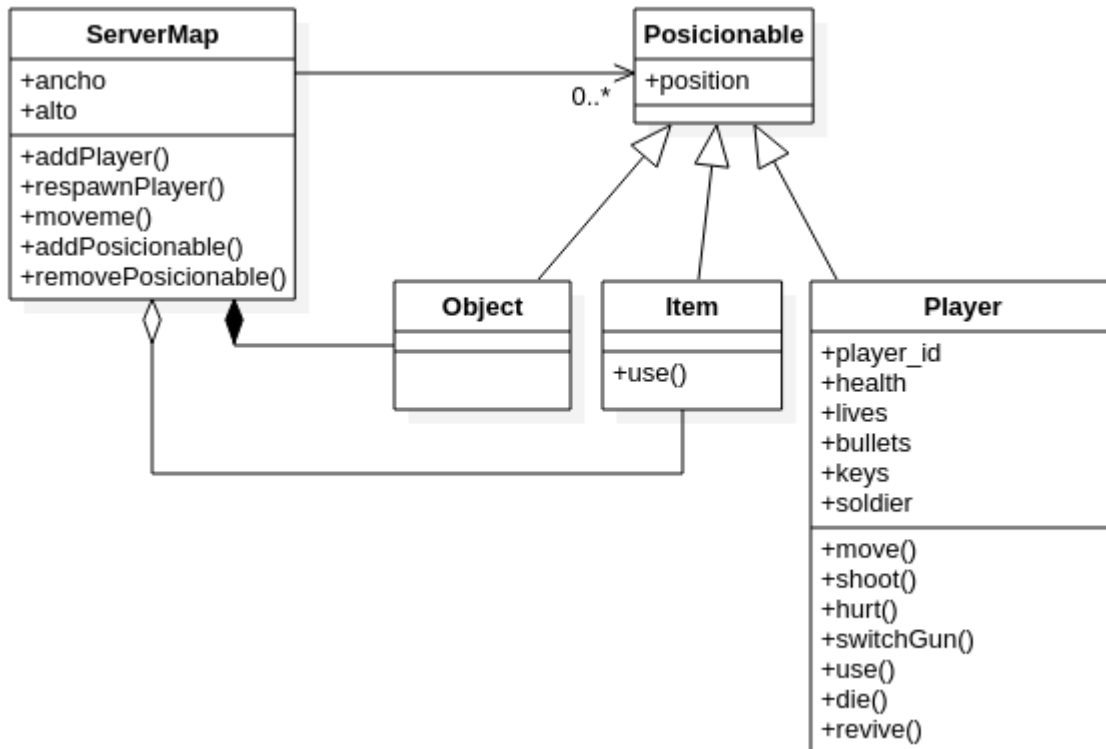 ServerMap
+ancho
+alto
+addPlayer()
+respawnPlayer()
+moveme()
+addPosicionable()
+removePosicionable()
Posicionable
+position
0..*
Object
Item
+use()
Player
+player_id
+health
+lives
+bullets
+keys
+soldier
+move()
+shoot()
+hurt()
+switchGun()
+use()
+die()
+revive()